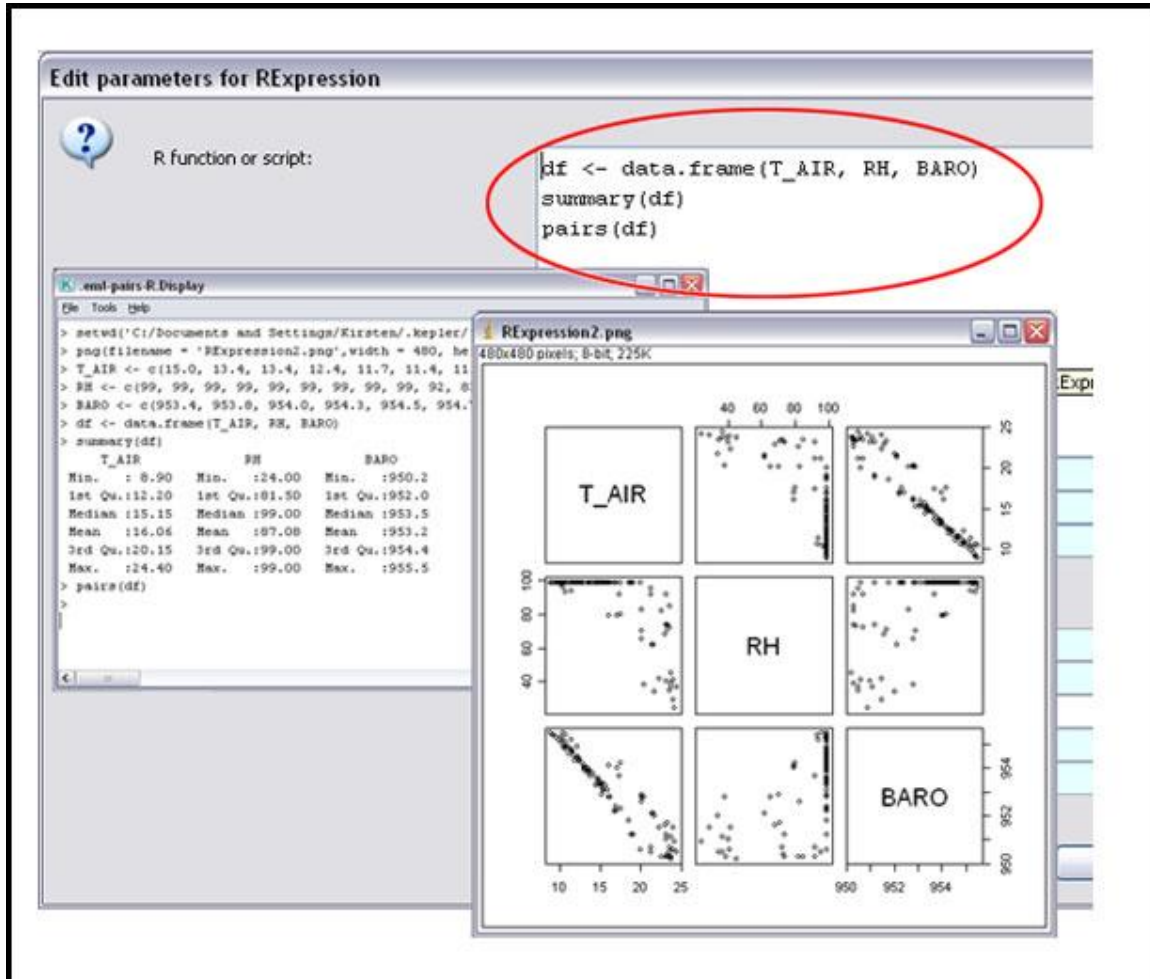 Edit parameters for RExpression
R function or script:
df <- data.frame(T_AIR, RH, BARO)
summary(df)
pairs(df)
.eml-pairs-R.Display
File Tools Help
> setwd('C:/Documents and Settings/Kirsten/.kepler/
> png(filename = 'RExpression2.png',width = 480, he
> T_AIR <- c(15.0, 13.4, 13.4, 12.4, 11.7, 11.4, 11
> RH <- c(99, 99, 99, 99, 99, 99, 99, 99, 99, 92, 8
> BARO <- c(953.4, 953.8, 954.0, 954.3, 954.5, 954.
> df <- data.frame(T_AIR, RH, BARO)
> summary(df)
T_AIR RH BARO
Min. : 8.90 Min. :24.00 Min. :950.2
1st Qu.:12.20 1st Qu.:81.50 1st Qu.:952.0
Median :15.15 Median :99.00 Median :953.5
Mean :16.06 Mean :87.08 Mean :953.2
3rd Qu.:20.15 3rd Qu.:99.00 3rd Qu.:954.4
Max. :24.40 Max. :99.00 Max. :955.5
> pairs(df)
>
RExpression2.png
480x480 pixels; 8-bit; 225K
40 60 80 100
T_AIR
10 15 20 25
40 60 80 100
RH
BARO
950 952 954
10 15 20 25
950 952 954